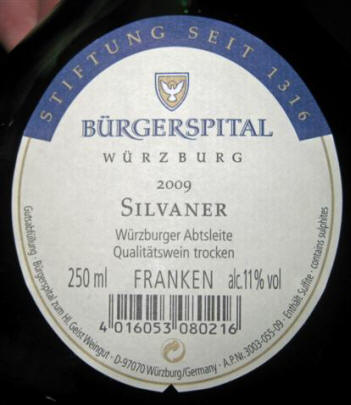 STIFTUNG SEIT 1316
BÜRGERSPITAL
WÜRZBURG
2009
SILVANER
Würzburger Abtsleite
Qualitätswein trocken
250 ml FRANKEN alc.11% vol
4 016053 080216
Gutsabfüllung · Bürgerspital zum Hl. Geist Weingut · D-97070 Würzburg/Germany · A.P.Nr. 3003-055-09 · Enthält Sulfite · contains sulphites